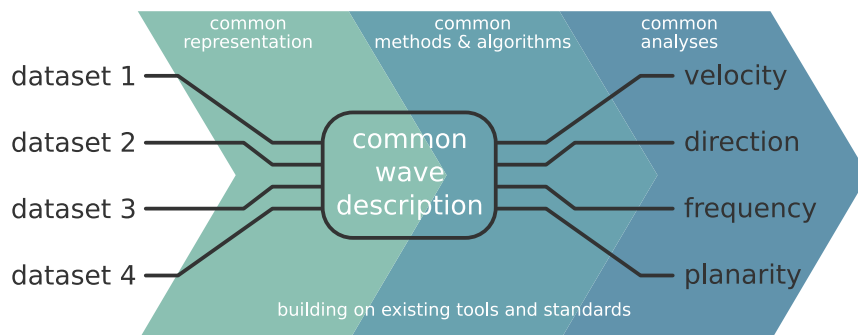 common
representation
common
methods & algorithms
common
analyses
dataset 1
dataset 2
dataset 3
dataset 4
common
wave
description
velocity
direction
frequency
planarity
building on existing tools and standards